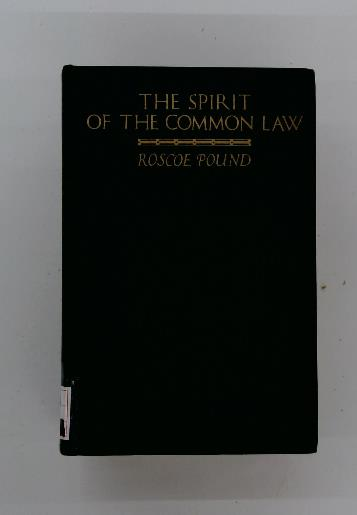 THE SPIRIT
OF THE COMMON LAW
ROSCOE POUND